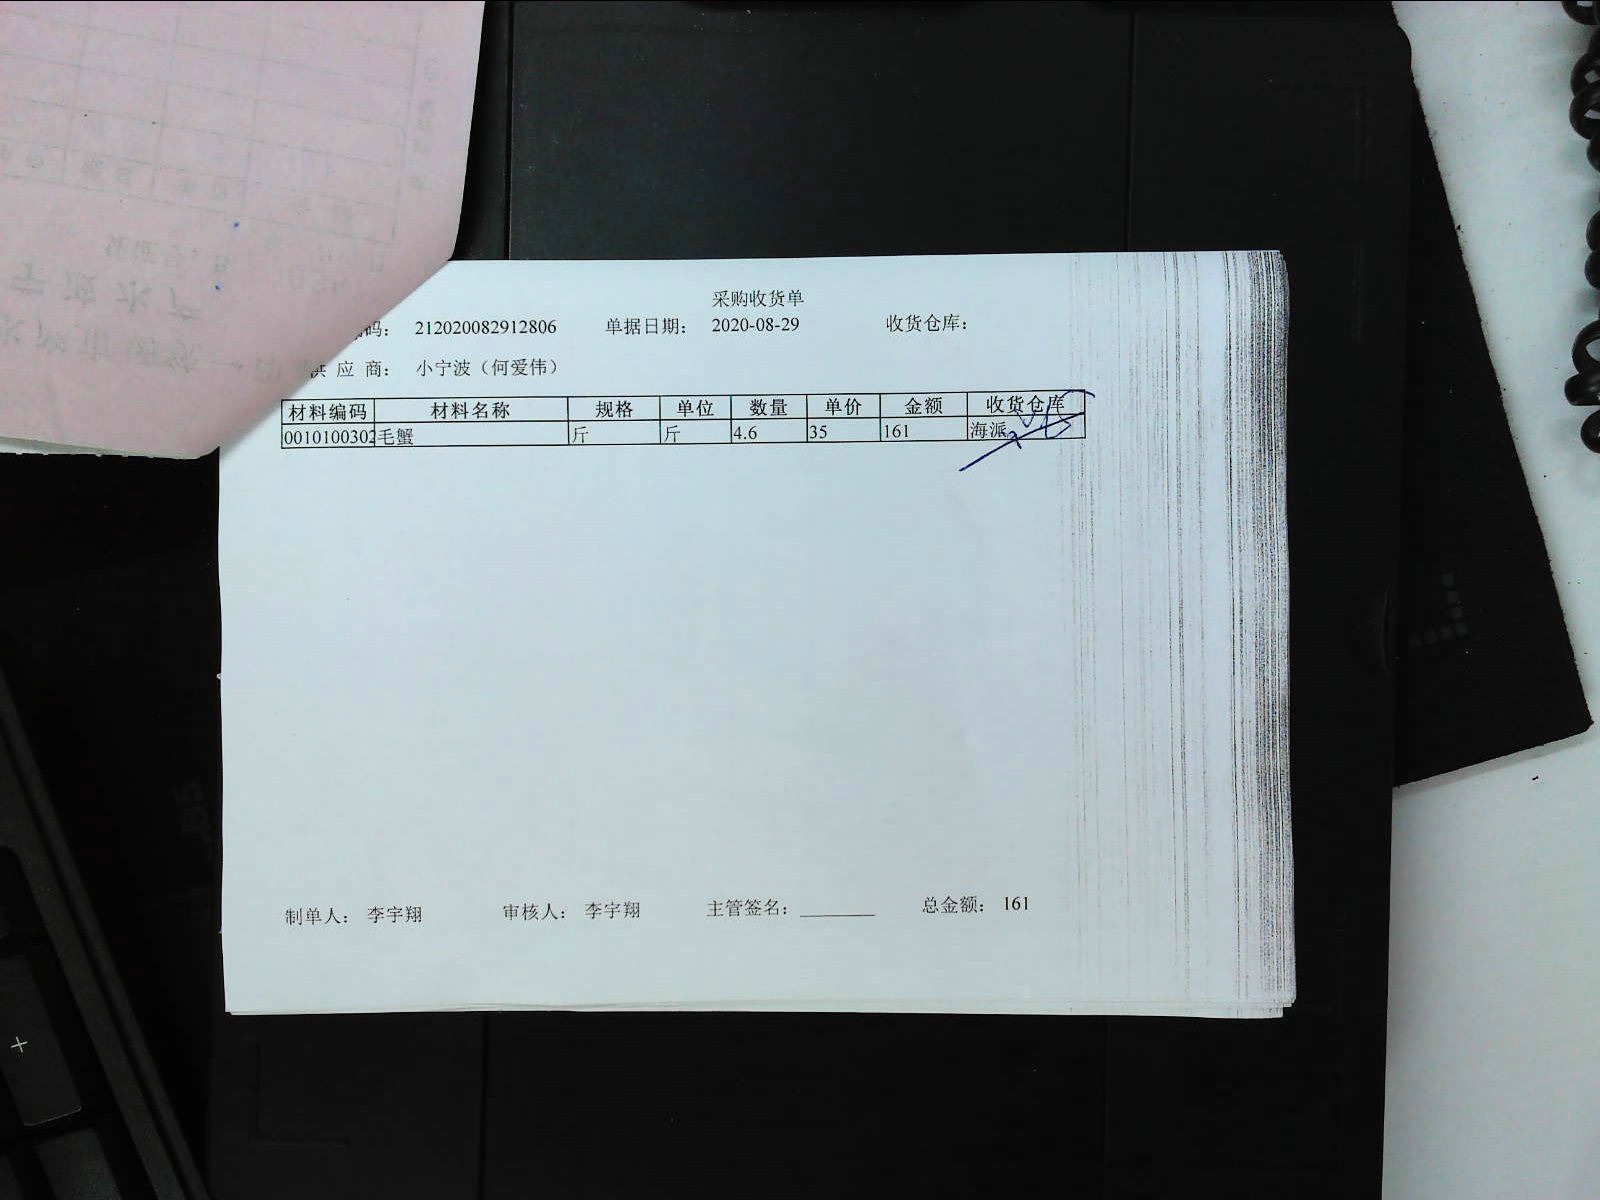 采购收货单
码： 212020082912806 单据日期： 2020-08-29 收货仓库：
供 应 商： 小宁波（何爱伟）
材料编码 材料名称 规格 单位 数量 单价 金额 收货仓库
0010100302 毛蟹 斤 斤 4.6 35 161 海派
制单人： 李宇翔 审核人： 李宇翔 主管签名： ________ 总金额： 161